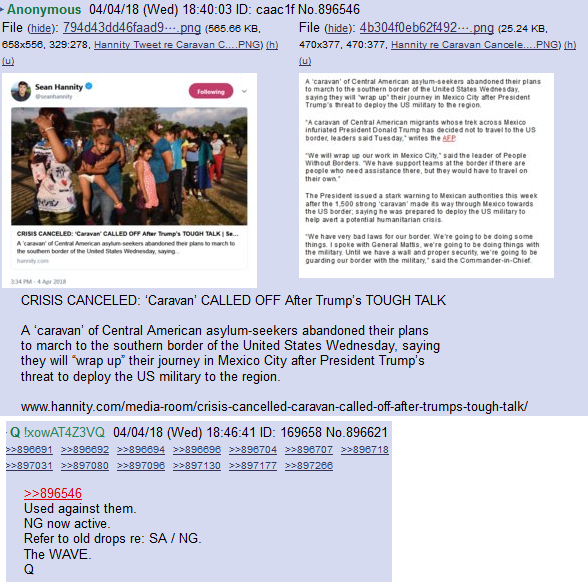 Anonymous 04/04/18 (Wed) 18:40:03 ID: caac1f No.896546
File (hide): 794d43dd46faad9⋯.png (565.66 KB,
658x556, 329:278, Hannity Tweet re Caravan C....PNG) (h)
(u)
File (hide): 4b304f0eb62f492⋯.png (25.24 KB,
470x377, 470:377, Hannity re Caravan Cancele....PNG) (h)
(u)
Sean Hannity
@seanhannity
Following
CRISIS CANCELED: 'Caravan' CALLED OFF After Trump's TOUGH TALK | Se...
A 'caravan' of Central American asylum-seekers abandoned their plans to march to
the southern border of the United States Wednesday, saying...
hannity.com
3:34 PM - 4 Apr 2018
A 'caravan' of Central American asylum-seekers abandoned their plans
to march to the southern border of the United States Wednesday,
saying they will "wrap up" their journey in Mexico City after President
Trump's threat to deploy the US military to the region.
"A caravan of Central American migrants whose trek across Mexico
infuriated President Donald Trump has decided not to travel to the US
border, leaders said Tuesday," writes the AFP.
"We will wrap up our work in Mexico City," said the leader of People
Without Borders. "We have support teams at the border if there are
people who need assistance there, but they would have to travel on
their own."
The President issued a stark warning to Mexican authorities this week
after the 1,500 strong 'caravan' made its way through Mexico towards
the US border; saying he was prepared to deploy the US military to
help avert a potential humanitarian crisis.
"We have very bad laws for our border. We're going to be doing some
things. I spoke with General Mattis, we're going to be doing things with
the military. Until we have a wall and proper security, we're going to be
guarding our border with the military," said the Commander-in-Chief.
CRISIS CANCELED: 'Caravan' CALLED OFF After Trump's TOUGH TALK
A 'caravan' of Central American asylum-seekers abandoned their plans
to march to the southern border of the United States Wednesday, saying
they will "wrap up" their journey in Mexico City after President Trump's
threat to deploy the US military to the region.
www.hannity.com/media-room/crisis-cancelled-caravan-called-off-after-trumps-tough-talk/
Q !xowAT4Z3VQ 04/04/18 (Wed) 18:46:41 ID: 169658 No.896621
>>896691 >>896692 >>896694 >>896696 >>896704 >>896707 >>896718
>>897031 >>897080 >>897096 >>897130 >>897177 >>897266
>>896546
Used against them.
NG now active.
Refer to old drops re: SA / NG.
The WAVE.
Q